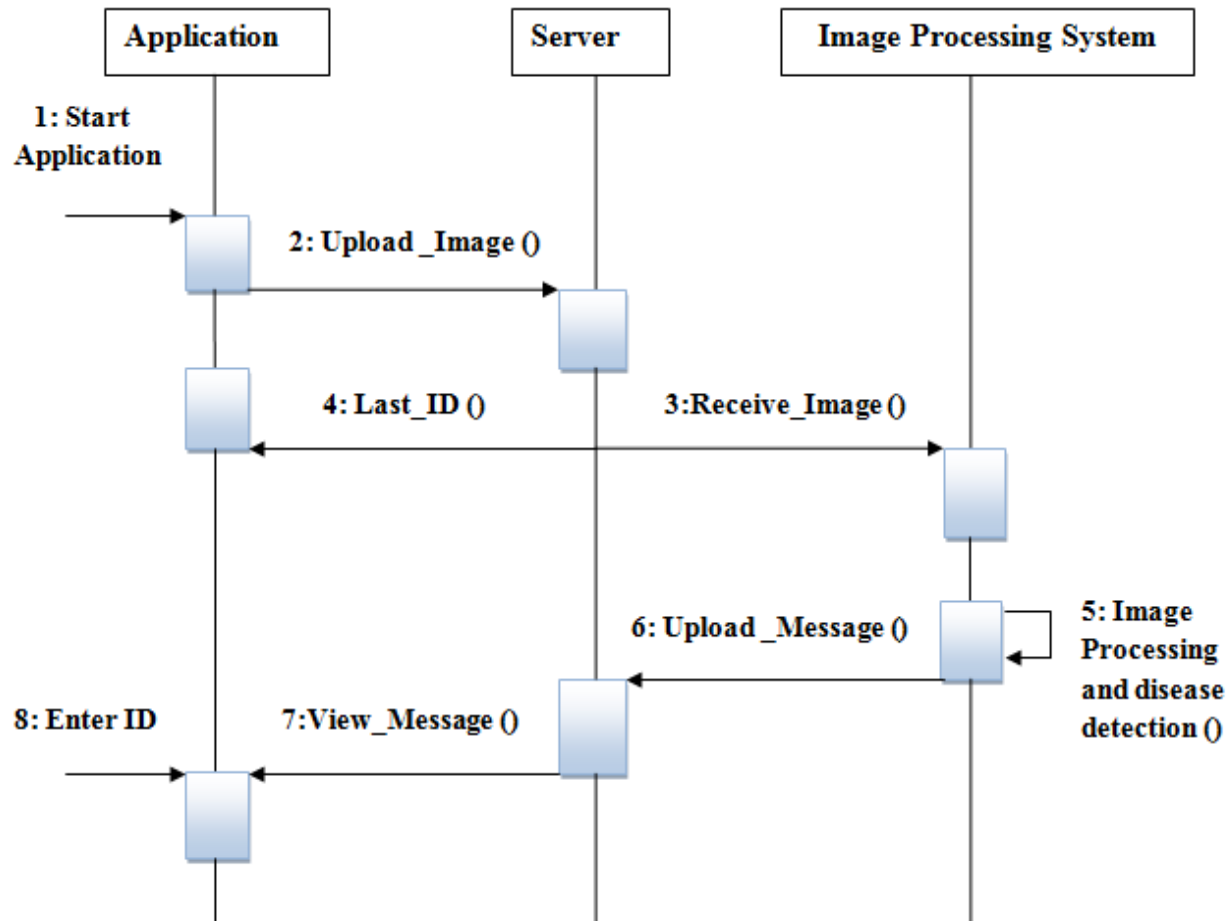 Application
Server
Image Processing System
1: Start
Application
2: Upload _Image ()
4: Last_ID ()
3:Receive_Image ()
5: Image
Processing
and disease
detection ()
6: Upload _Message ()
8: Enter ID
7:View_Message ()